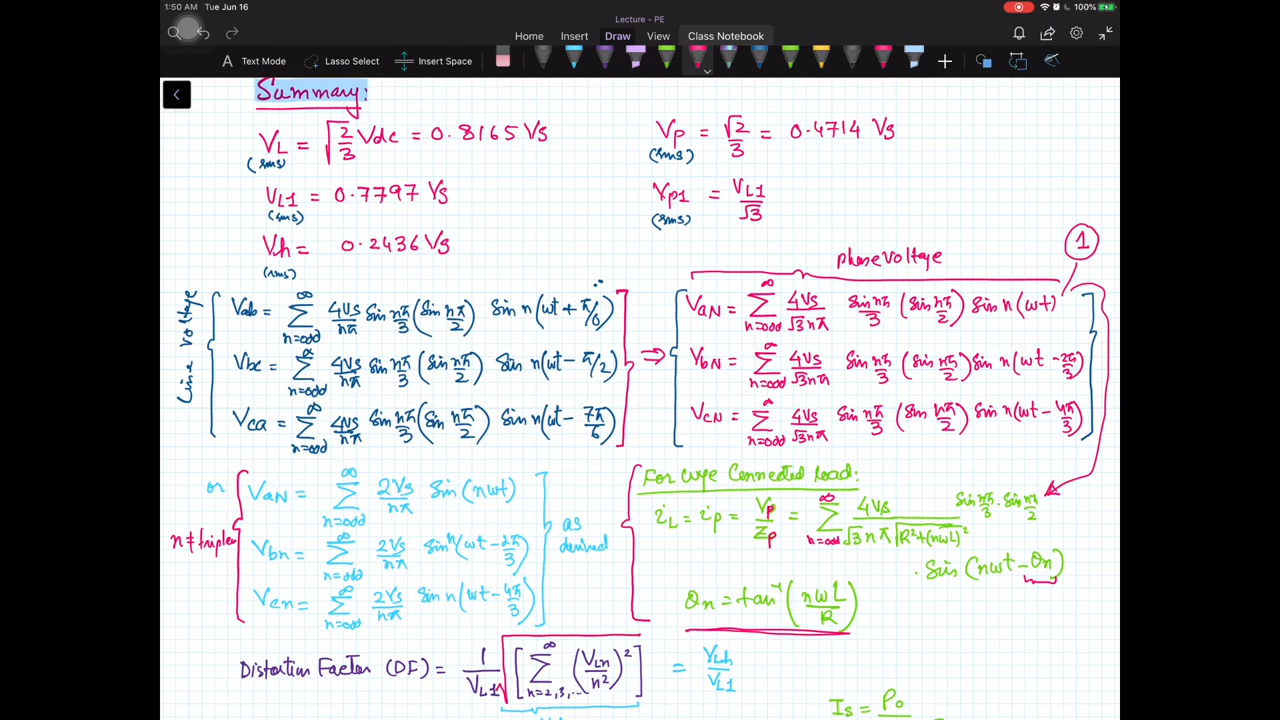 1:50 AM Tue Jun 16
100%
Lecture - PE
Home Insert Draw View Class Notebook
Text Mode Lasso Select Insert Space
Summary:
VL (rms) = √(2/3) Vdc = 0.8165 Vs
Vp (rms) = √2/3 = 0.4714 Vs
VL1 (rms) = 0.7797 Vs
Vp1 (rms) = VL1/√3
Vh (rms) = 0.2436 Vs
phase voltage
1
Line voltage
Vab = ∞ Σ n=odd 4Vs/nπ Sin nπ/3 (Sin nπ/2) Sin n(ωt + π/6)
⇒ VaN = ∞ Σ n=odd 4Vs/√3nπ Sin nπ/3 (Sin nπ/2) Sin n(ωt)
Vbc = ∞ Σ n=odd 4Vs/nπ Sin nπ/3 (Sin nπ/2) Sin n(ωt - π/2)
VbN = ∞ Σ n=odd 4Vs/√3nπ Sin nπ/3 (Sin nπ/2) Sin n(ωt - 2π/3)
Vca = ∞ Σ n=odd 4Vs/nπ Sin nπ/3 (Sin nπ/2) Sin n(ωt - 7π/6)
VcN = ∞ Σ n=odd 4Vs/√3nπ Sin nπ/3 (Sin nπ/2) Sin n(ωt - 4π/3)
or
n ≠ triplen
VaN = ∞ Σ n=odd 2Vs/nπ Sin(nωt)
Vbn = ∞ Σ n=odd 2Vs/nπ Sin n(ωt - 2π/3)
Vcn = ∞ Σ n=odd 2Vs/nπ Sin n(ωt - 4π/3)
as derived
For wye Connected load:
iL = ip = Vp/Zp = ∞ Σ n=odd 4Vs/√3nπ√R²+(nωL)² Sin nπ/3 . Sin nπ/2
. Sin (nωt - θn)
θn = tan⁻¹ (nωL/R)
Distortion Factor (DF) = 1/VL1 √[∞ Σ n=2,3,... (VLn/n²)²] = VLh/VL1
Is = Po